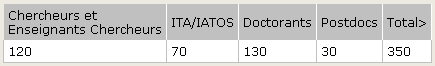 Chercheurs et
Enseignants Chercheurs ITA/IATOS Doctorants Postdocs Total>
120 70 130 30 350